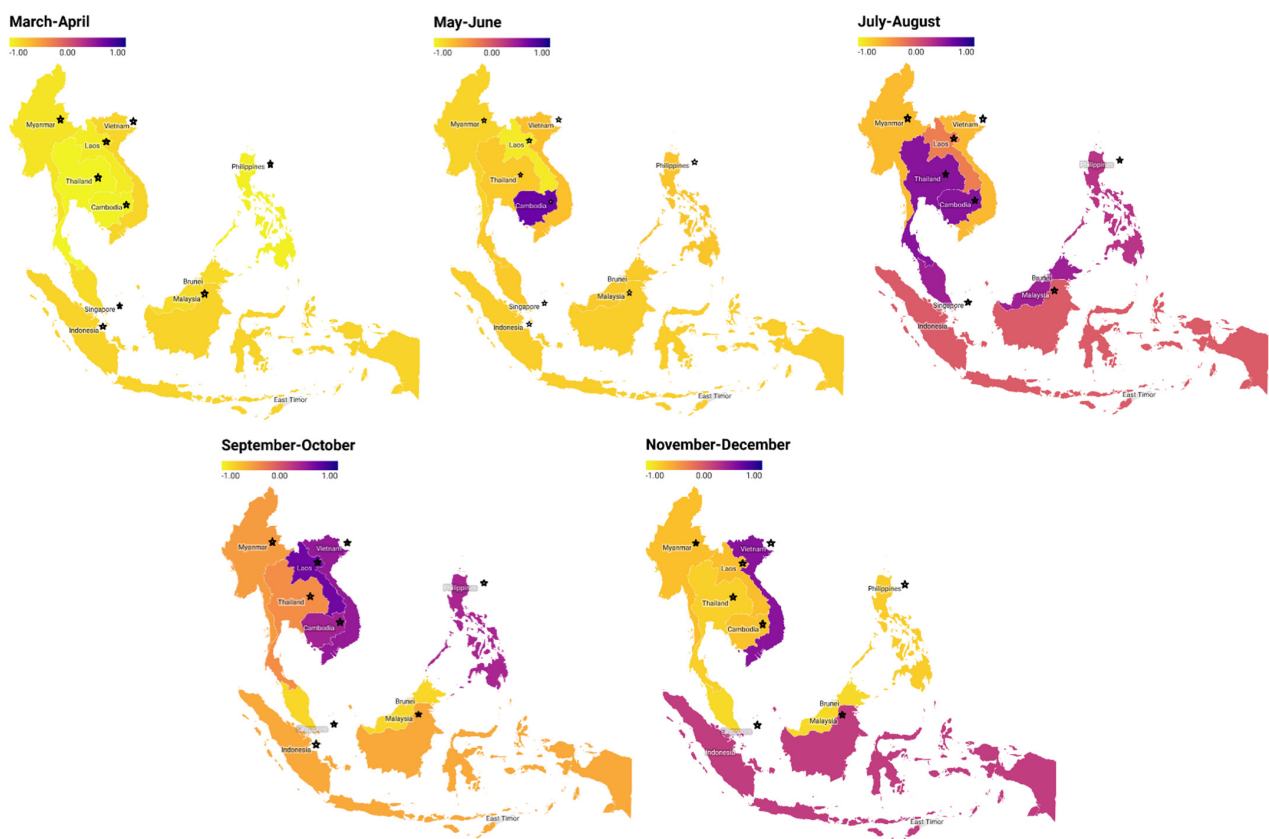 March-April
-1.00 0.00 1.00
Myanmar
Vietnam
Laos
Thailand
Philippines
Cambodia
Brunei
Malaysia
Singapore
Indonesia
East Timor
May-June
-1.00 0.00 1.00
Myanmar
Vietnam
Laos
Philippines
Thailand
Cambodia
Brunei
Malaysia
Singapore
Indonesia
East Timor
July-August
-1.00 0.00 1.00
Myanmar
Vietnam
Laos
Philippines
Thailand
Cambodia
Brunei
Malaysia
Singapore
Indonesia
East Timor
September-October
-1.00 0.00 1.00
Myanmar
Vietnam
Laos
Philippines
Thailand
Cambodia
Brunei
Malaysia
Singapore
Indonesia
East Timor
November-December
-1.00 0.00 1.00
Myanmar
Vietnam
Laos
Philippines
Thailand
Cambodia
Brunei
Malaysia
Singapore
Indonesia
East Timor